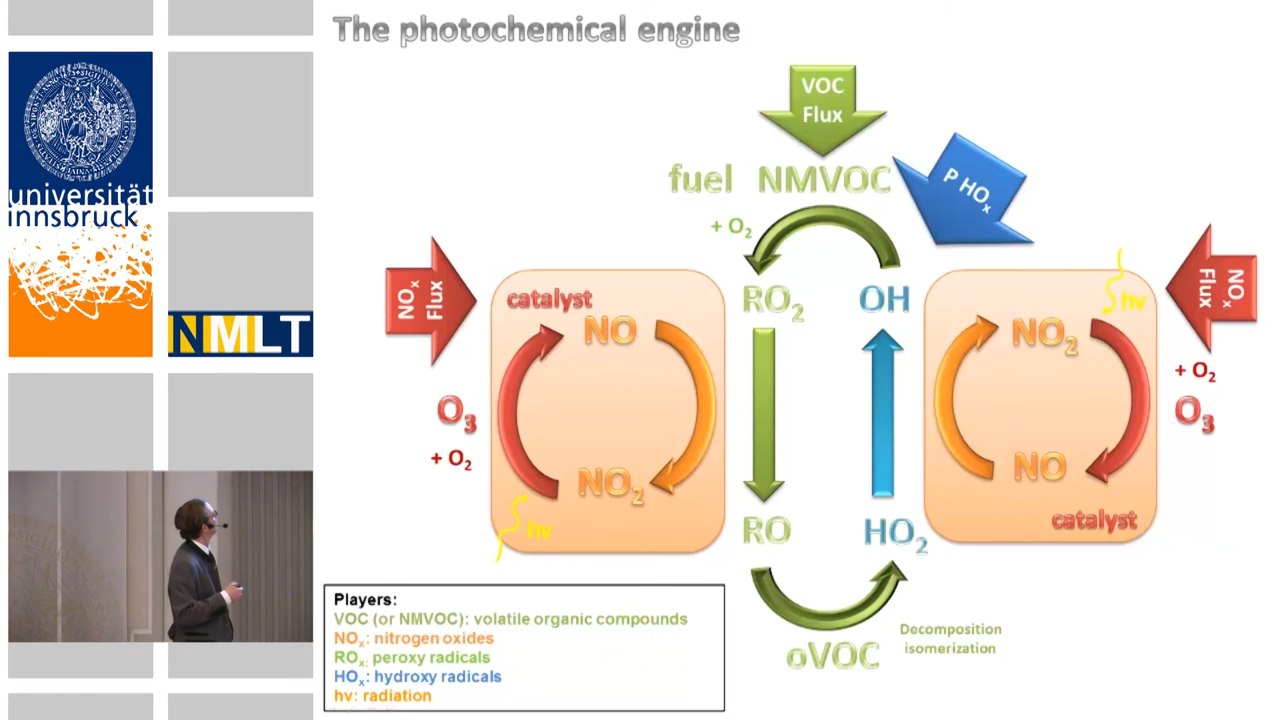 The photochemical engine
universität
innsbruck
NMLT
VOC
Flux
fuel NMVOC
P HOₓ
+ O₂
NOₓ
Flux
catalyst
NO
O₃
+ O₂
NO₂
hv
RO₂
OH
RO
HO₂
oVOC
Decomposition
isomerization
hv
NO₂
NO
catalyst
NOₓ
Flux
+ O₂
O₃
Players:
VOC (or NMVOC): volatile organic compounds
NOₓ: nitrogen oxides
ROₓ: peroxy radicals
HOₓ: hydroxy radicals
hv: radiation